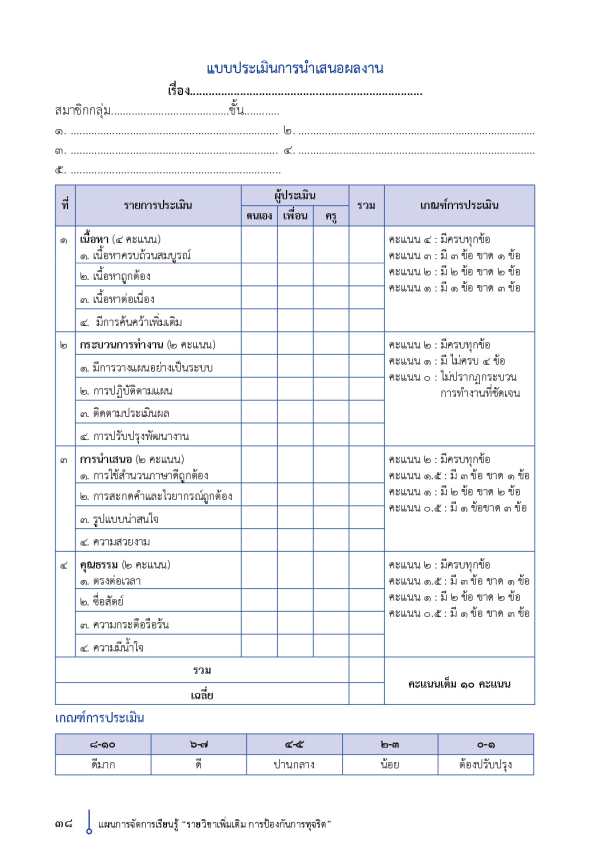 แบบประเมินการนำเสนอผลงาน
เรื่อง............................................................................
สมาชิกกลุ่ม.......................................ชั้น............
๑. ...................................................................... ๒. ................................................................................
๓. ...................................................................... ๔. ................................................................................
๕. .......................................................................
ที่ รายการประเมิน ผู้ประเมิน รวม เกณฑ์การประเมิน
ตนเอง เพื่อน ครู
๑ เนื้อหา (๔ คะแนน) คะแนน ๔ : มีครบทุกข้อ
๑. เนื้อหาครบถ้วนสมบูรณ์ คะแนน ๓ : มี ๓ ข้อ ขาด ๑ ข้อ
๒. เนื้อหาถูกต้อง คะแนน ๒ : มี ๒ ข้อ ขาด ๒ ข้อ
๓. เนื้อหาต่อเนื่อง คะแนน ๑ : มี ๑ ข้อ ขาด ๓ ข้อ
๔. มีการค้นคว้าเพิ่มเติม
๒ กระบวนการทำงาน (๒ คะแนน) คะแนน ๒ : มีครบทุกข้อ
๑. มีการวางแผนอย่างเป็นระบบ คะแนน ๑ : มี ไม่ครบ ๔ ข้อ
๒. การปฏิบัติตามแผน คะแนน ๐ : ไม่ปรากฏกระบวน
๓. ติดตามประเมินผล การทำงานที่ชัดเจน
๔. การปรับปรุงพัฒนางาน
๓ การนำเสนอ (๒ คะแนน) คะแนน ๒ : มีครบทุกข้อ
๑. การใช้สำนวนภาษาดีถูกต้อง คะแนน ๑.๕ : มี ๓ ข้อ ขาด ๑ ข้อ
๒. การสะกดคำและไวยากรณ์ถูกต้อง คะแนน ๑ : มี ๒ ข้อ ขาด ๒ ข้อ
๓. รูปแบบน่าสนใจ คะแนน ๐.๕ : มี ๑ ข้อขาด ๓ ข้อ
๔. ความสวยงาม
๔ คุณธรรม (๒ คะแนน) คะแนน ๒ : มีครบทุกข้อ
๑. ตรงต่อเวลา คะแนน ๑.๕ : มี ๓ ข้อ ขาด ๑ ข้อ
๒. ซื่อสัตย์ คะแนน ๑ : มี ๒ ข้อ ขาด ๒ ข้อ
๓. ความกระตือรือร้น คะแนน ๐.๕ : มี ๑ ข้อ ขาด ๓ ข้อ
๔. ความมีน้ำใจ
รวม
เฉลี่ย คะแนนเต็ม ๑๐ คะแนน
เกณฑ์การประเมิน
๘-๑๐ ๖-๗ ๔-๕ ๒-๓ ๐-๑
ดีมาก ดี ปานกลาง น้อย ต้องปรับปรุง
๓๘ แผนการจัดการเรียนรู้ “รายวิชาเพิ่มเติม การป้องกันการทุจริต”